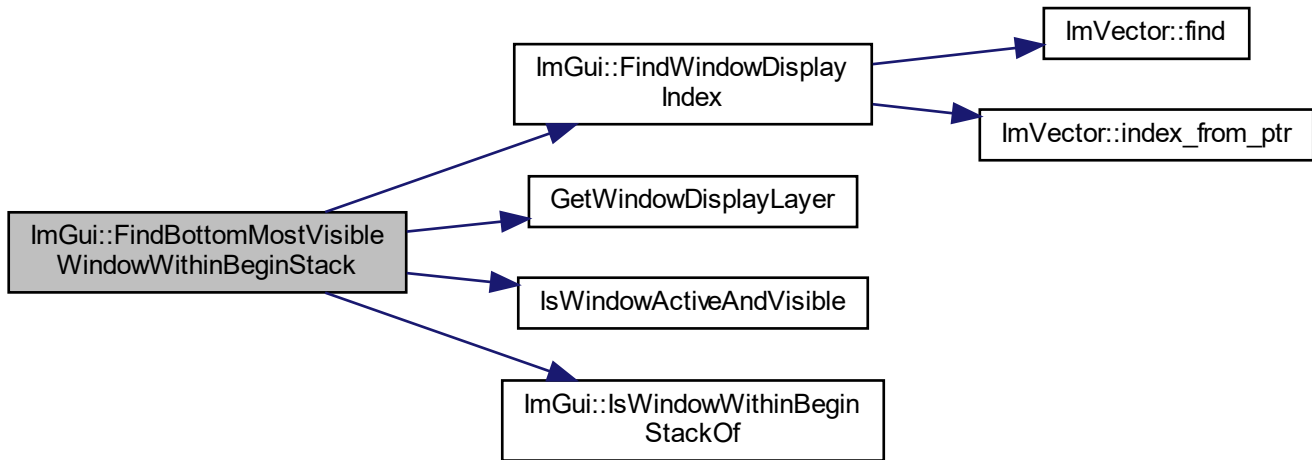 ImGui::FindBottomMostVisible
WindowWithinBeginStack
ImGui::FindWindowDisplay
Index
ImVector::find
ImVector::index_from_ptr
GetWindowDisplayLayer
IsWindowActiveAndVisible
ImGui::IsWindowWithinBegin
StackOf